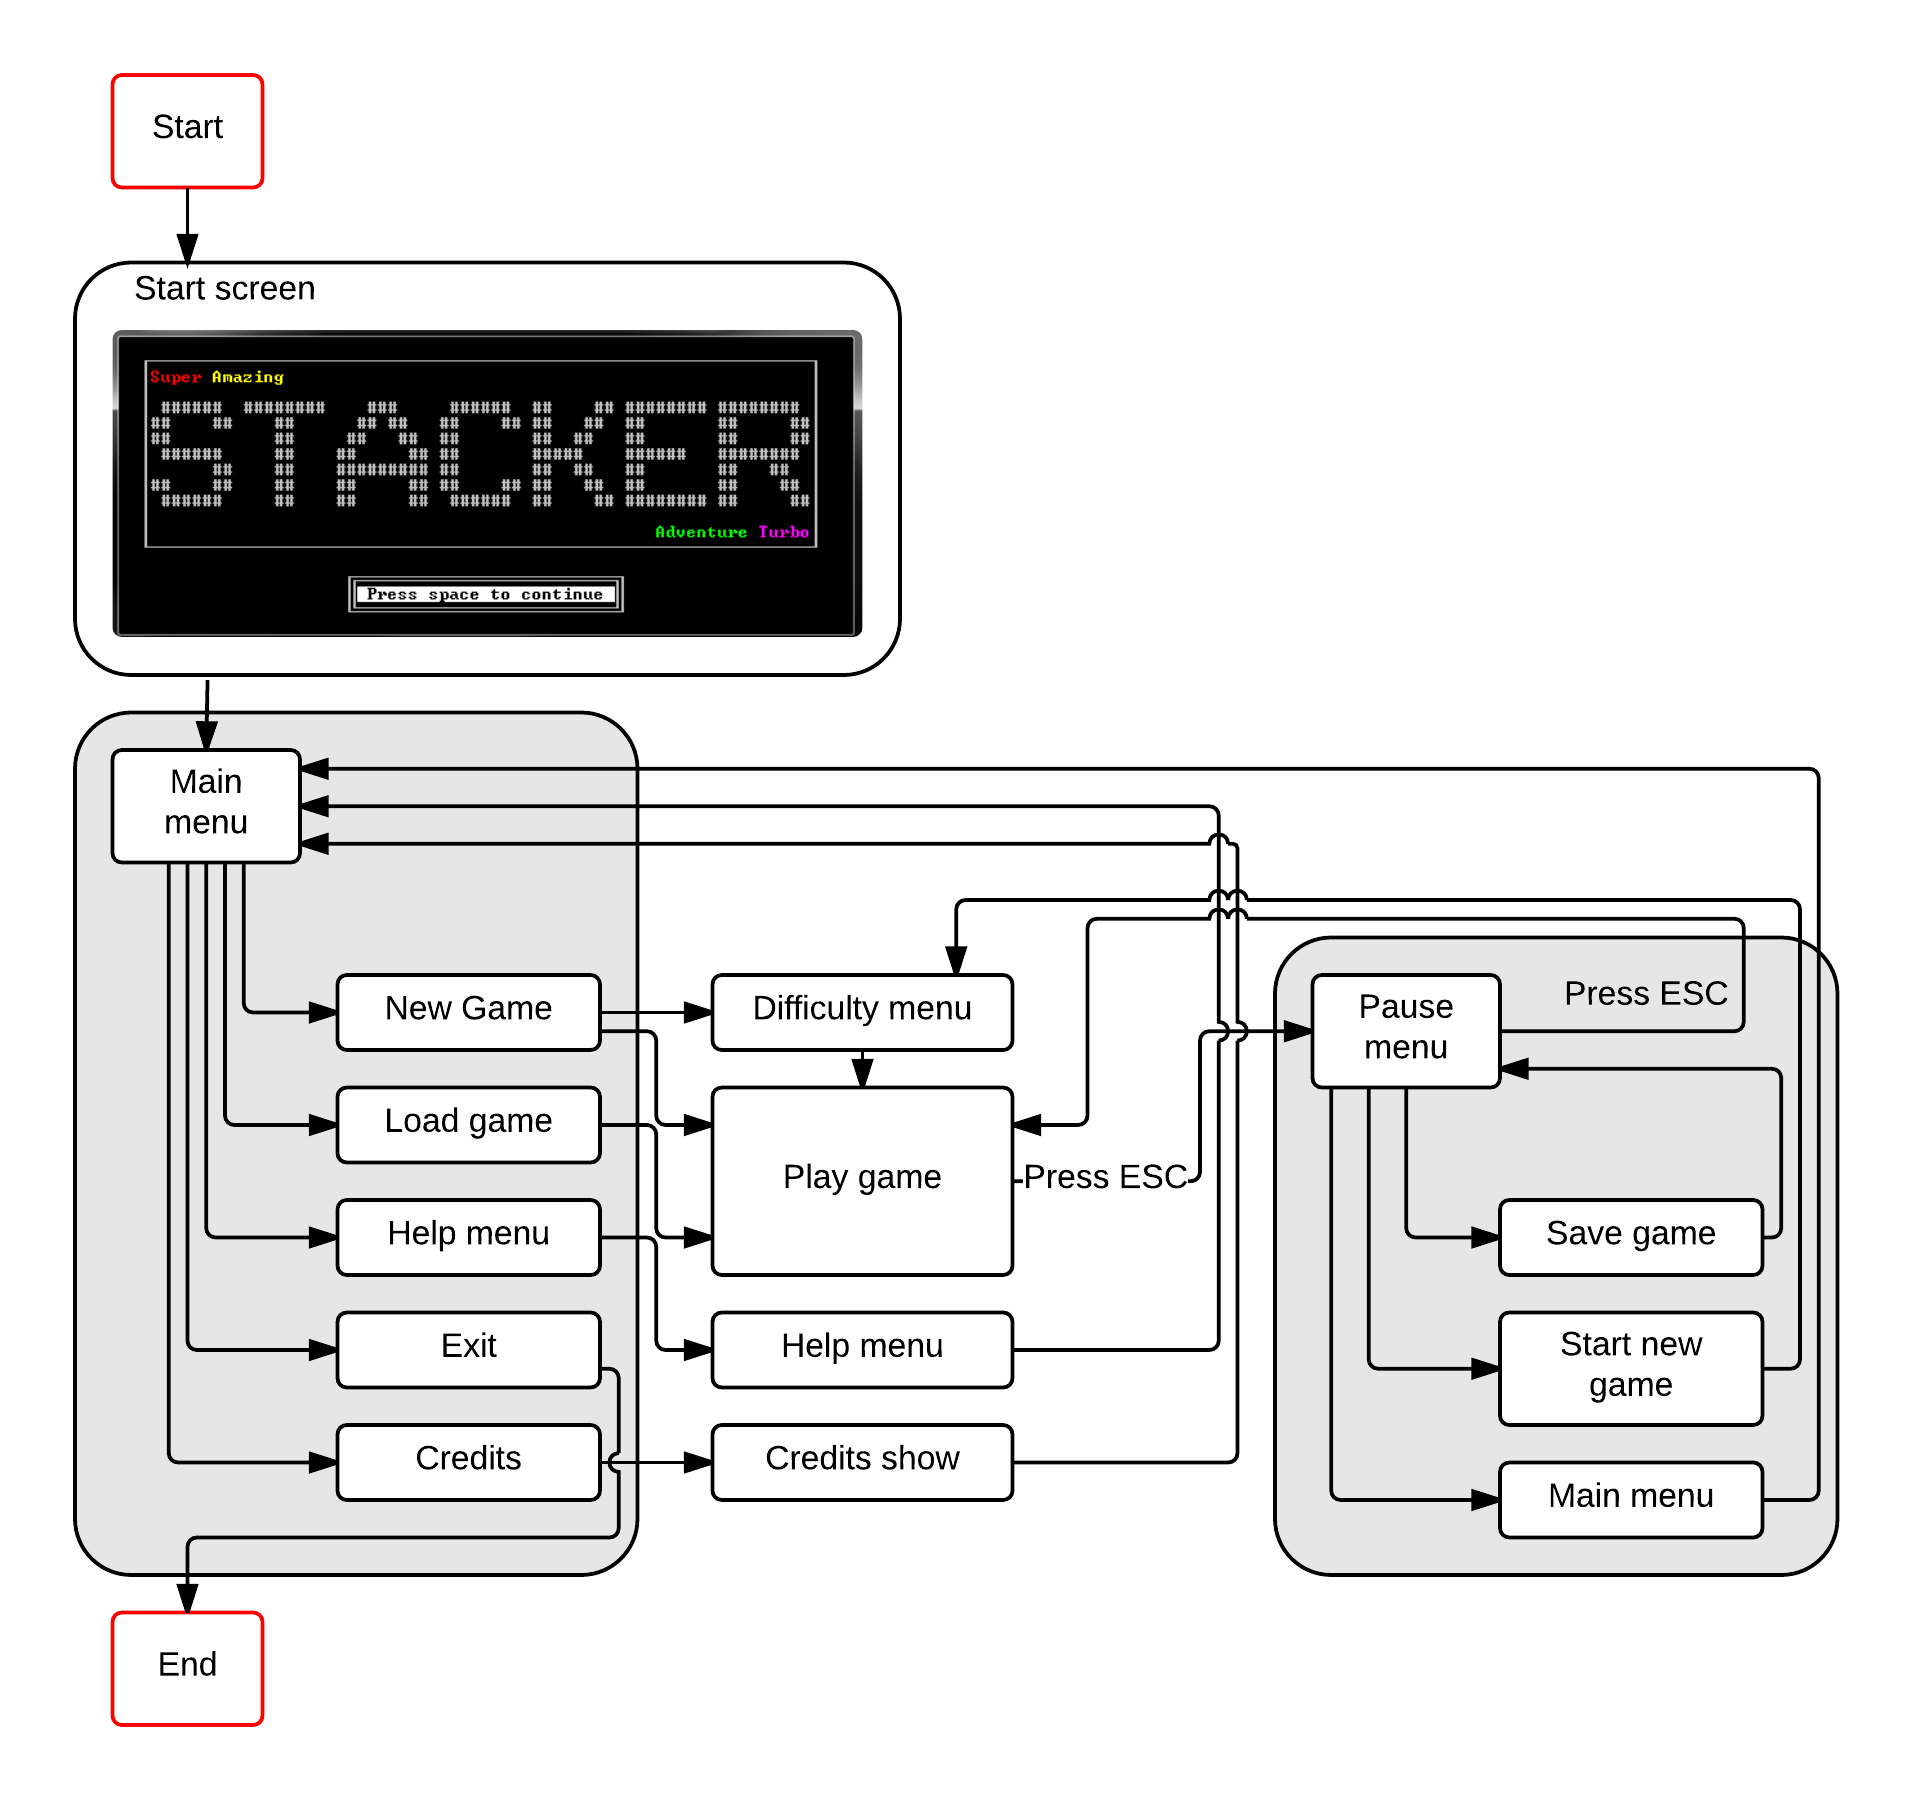 Start
Start screen
Super Amazing
STACKER
Adventure Turbo
Press space to continue
Main
menu
New Game
Load game
Help menu
Exit
Credits
Difficulty menu
Play game
Press ESC
Help menu
Credits show
Pause
menu
Press ESC
Save game
Start new
game
Main menu
End